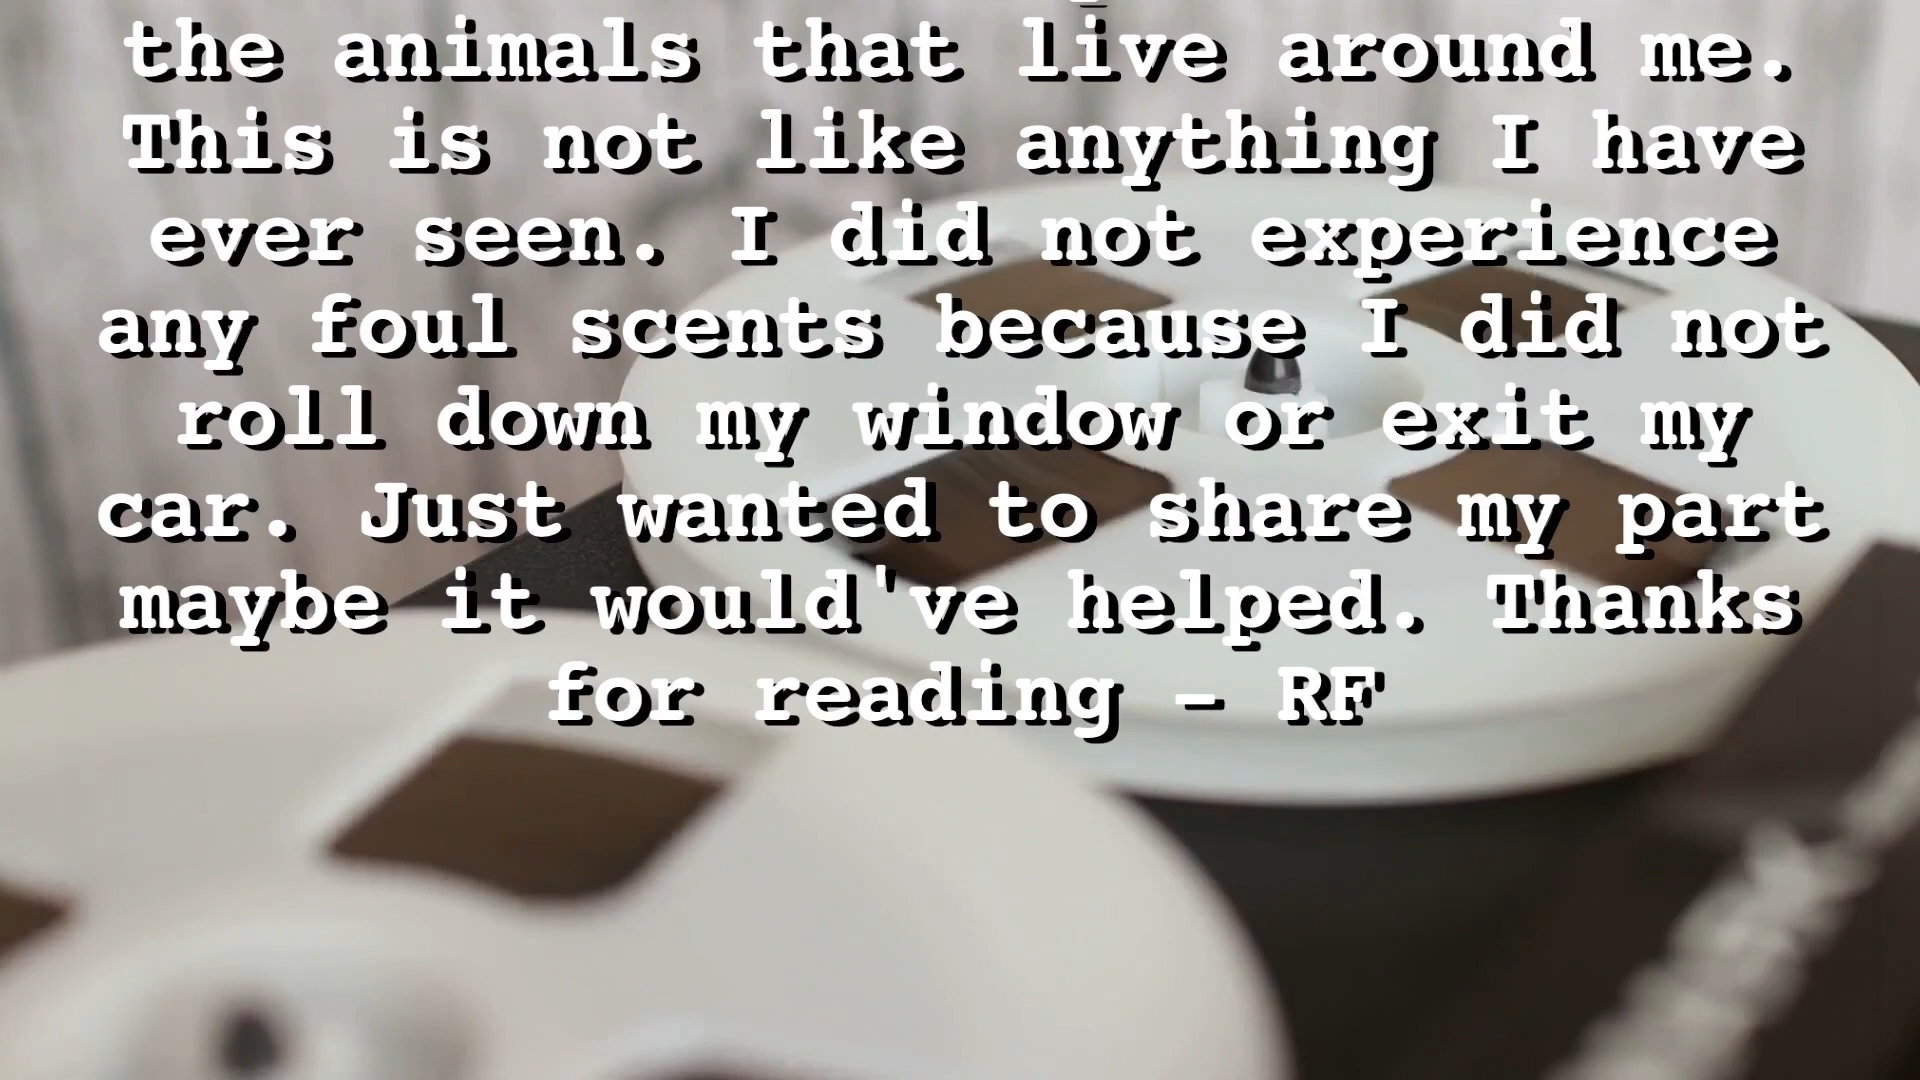 the animals that live around me.
This is not like anything I have
ever seen. I did not experience
any foul scents because I did not
roll down my window or exit my
car. Just wanted to share my part
maybe it would've helped. Thanks
for reading - RF